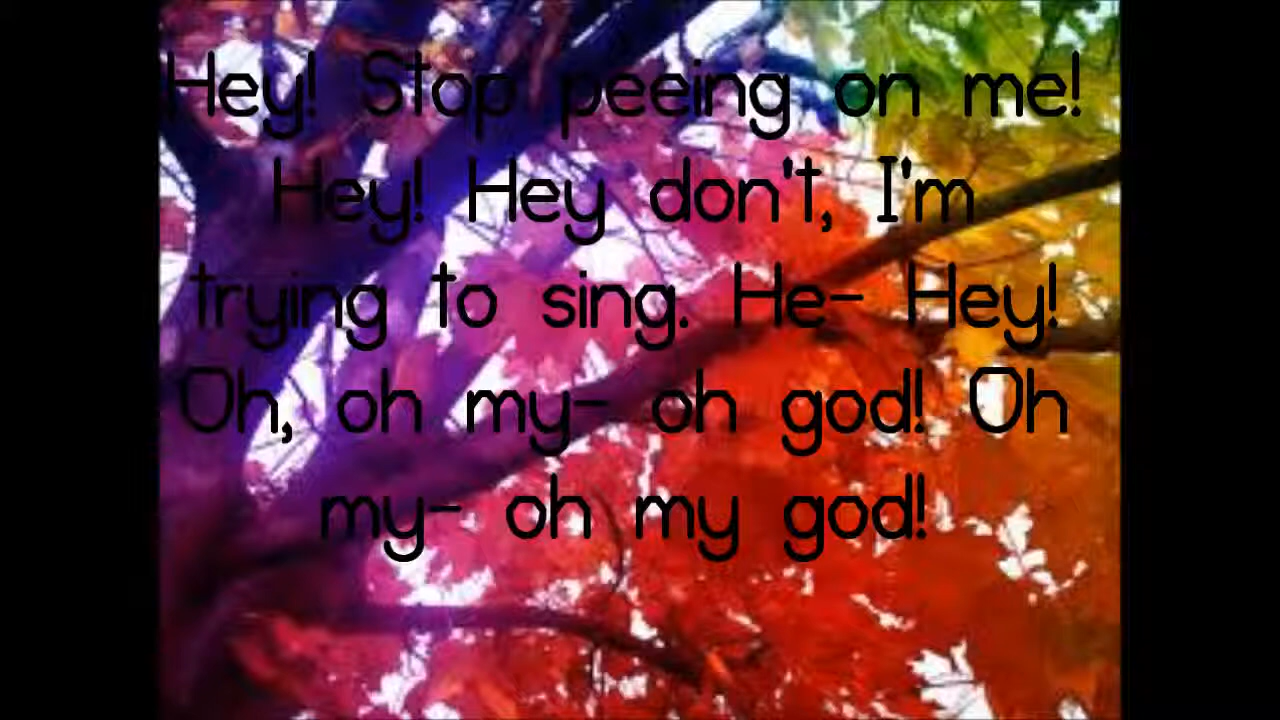 Hey! Stop peeing on me!
Hey! Hey don't, I'm
trying to sing. He- Hey!
Oh, oh my- oh god! Oh
my- oh my god!